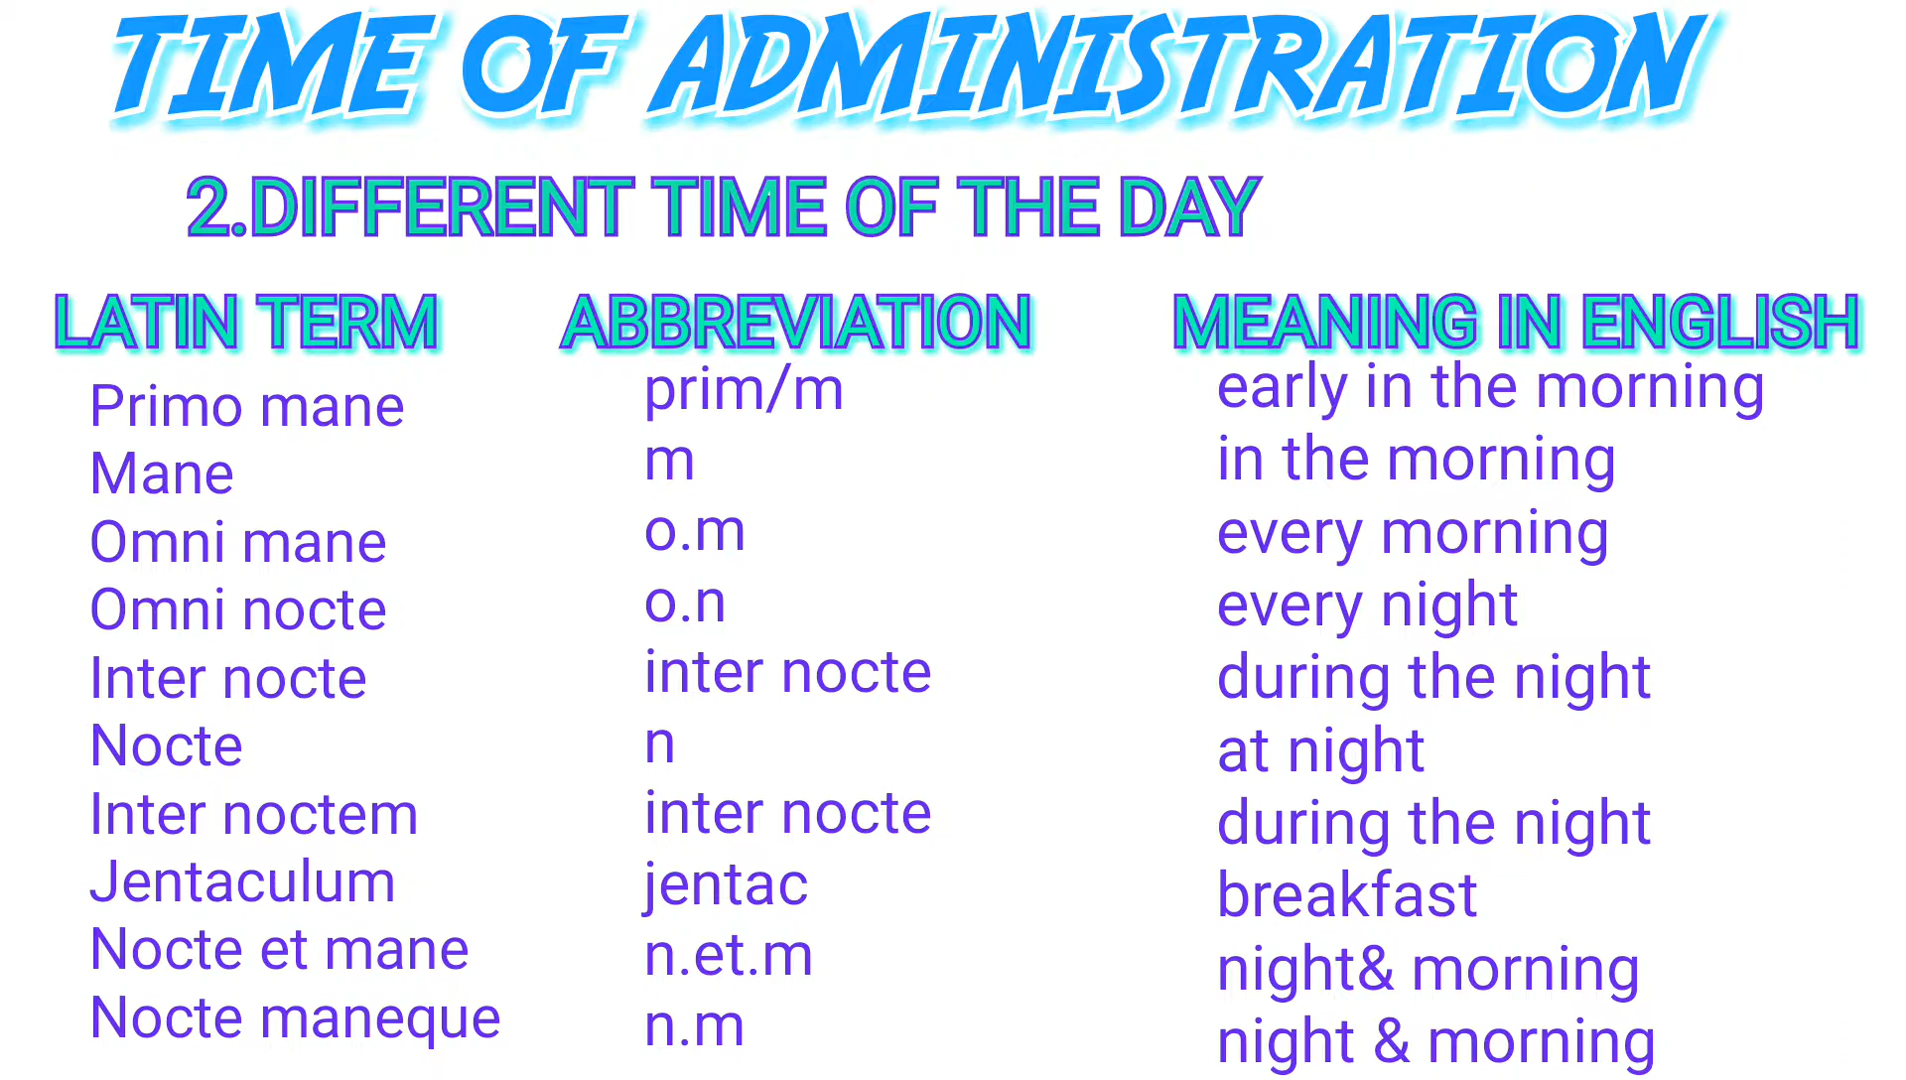 TIME OF ADMINISTRATION
2.DIFFERENT TIME OF THE DAY
LATIN TERM ABBREVIATION MEANING IN ENGLISH
Primo mane prim/m early in the morning
Mane m in the morning
Omni mane o.m every morning
Omni nocte o.n every night
Inter nocte inter nocte during the night
Nocte n at night
Inter noctem inter nocte during the night
Jentaculum jentac breakfast
Nocte et mane n.et.m night& morning
Nocte maneque n.m night & morning